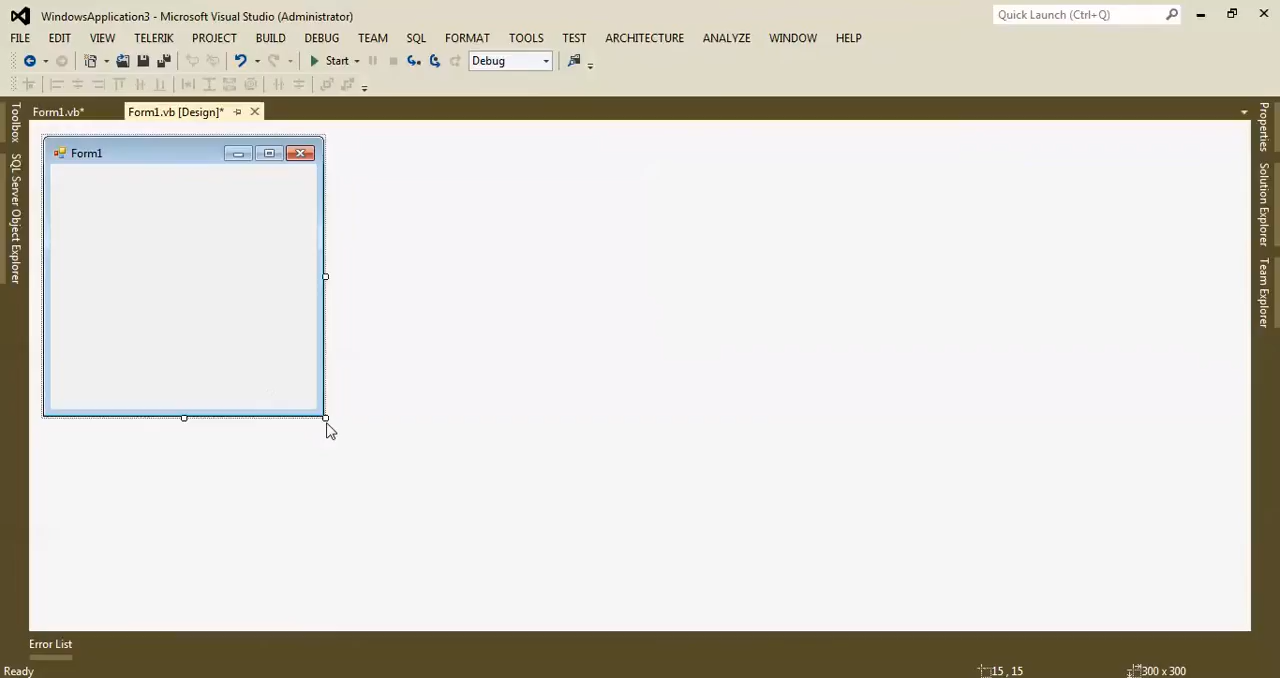 WindowsApplication3 - Microsoft Visual Studio (Administrator)
Quick Launch (Ctrl+Q)
FILE EDIT VIEW TELERIK PROJECT BUILD DEBUG TEAM SQL FORMAT TOOLS TEST ARCHITECTURE ANALYZE WINDOW HELP
Start Debug
Form1.vb* Form1.vb [Design]*
Toolbox
SQL Server Object Explorer
Form1
Properties
Solution Explorer
Team Explorer
Error List
Ready 15 , 15 300 x 300